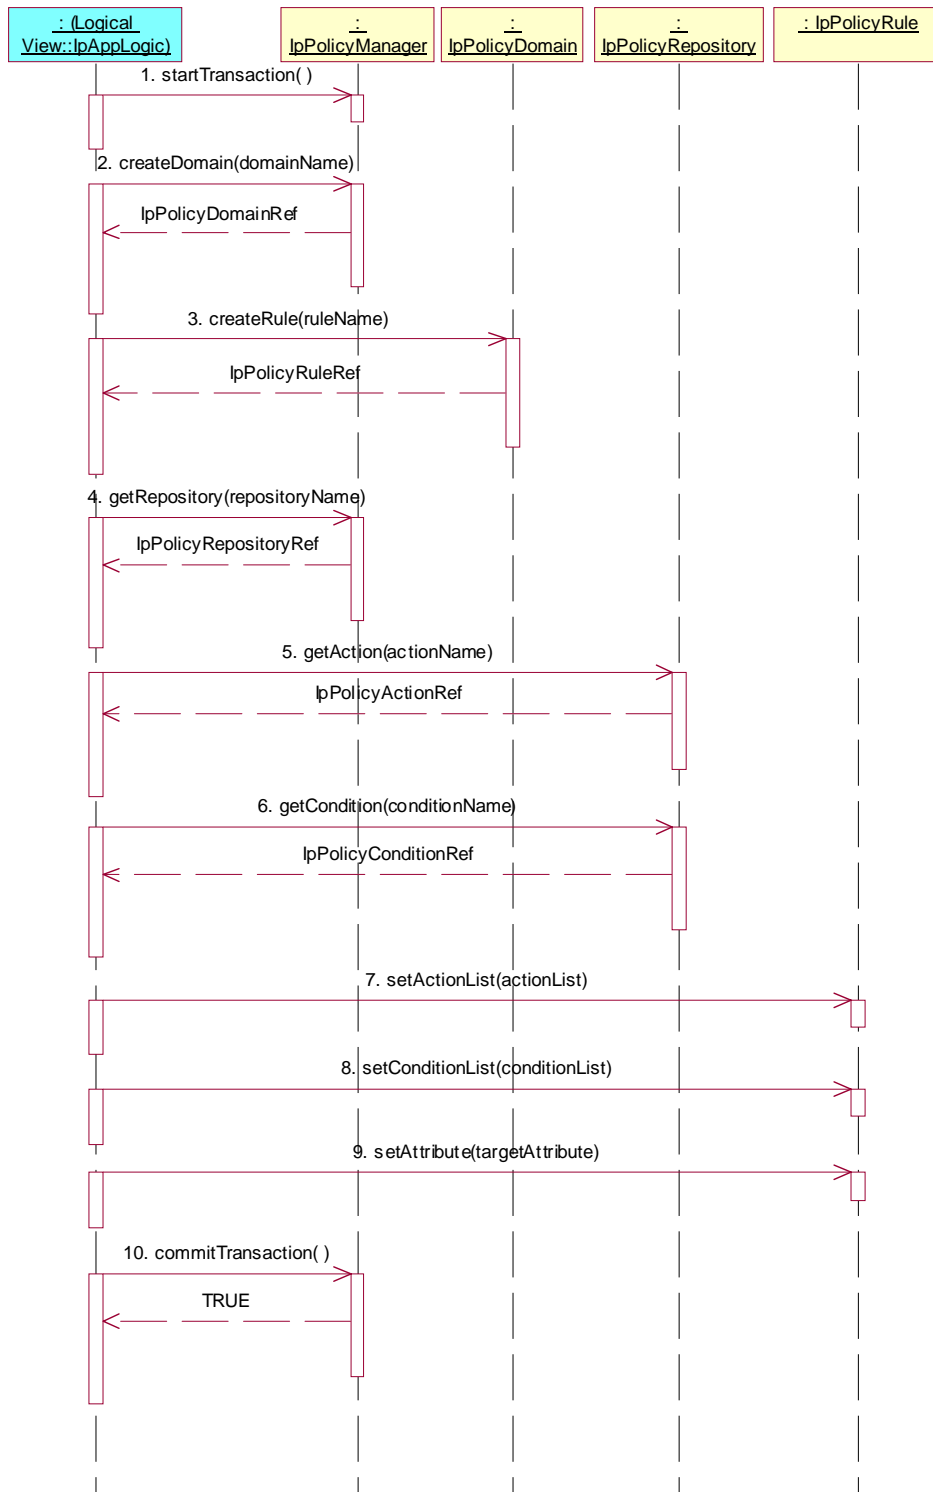 : (Logical
View::IpAppLogic)
:
IpPolicyManager
:
IpPolicyDomain
:
IpPolicyRepository
: IpPolicyRule
1. startTransaction( )
2. createDomain(domainName)
IpPolicyDomainRef
3. createRule(ruleName)
IpPolicyRuleRef
4. getRepository(repositoryName)
IpPolicyRepositoryRef
5. getAction(actionName)
IpPolicyActionRef
6. getCondition(conditionName)
IpPolicyConditionRef
7. setActionList(actionList)
8. setConditionList(conditionList)
9. setAttribute(targetAttribute)
10. commitTransaction( )
TRUE